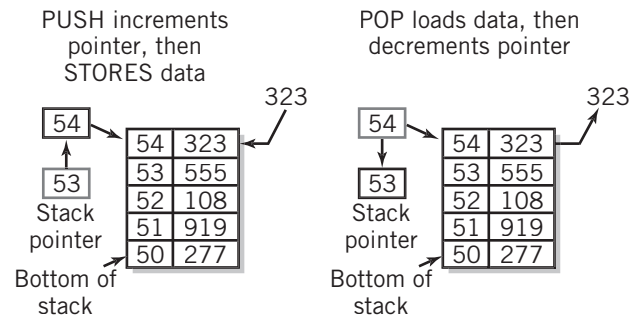 PUSH increments
pointer, then
STORES data
323
54
53
Stack
pointer
Bottom of
stack
54 323
53 555
52 108
51 919
50 277
POP loads data, then
decrements pointer
323
54
53
Stack
pointer
Bottom of
stack
54 323
53 555
52 108
51 919
50 277